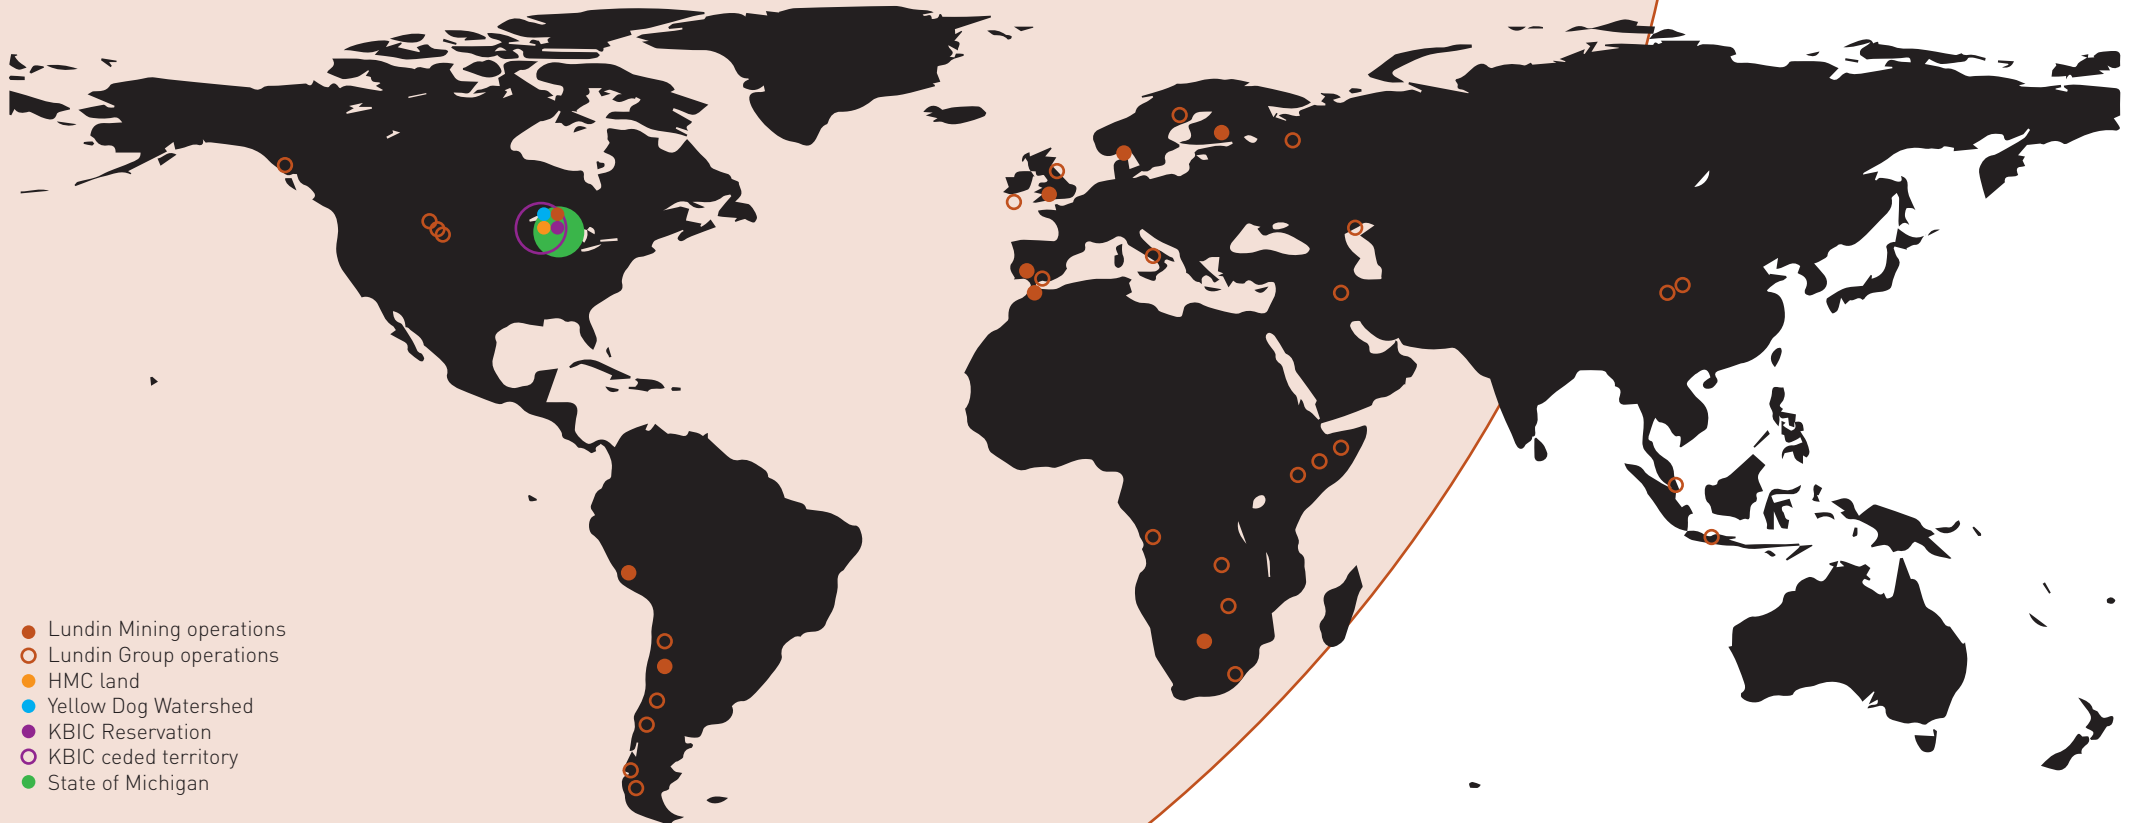 Lundin Mining operations
Lundin Group operations
HMC land
Yellow Dog Watershed
KBIC Reservation
KBIC ceded territory
State of Michigan